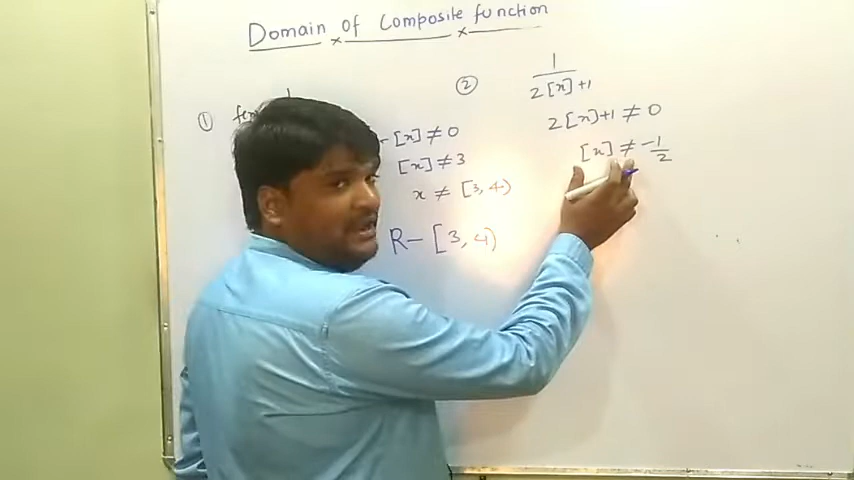 Domain of Composite function
① f
- [x] ≠ 0
[x] ≠ 3
x ≠ [3, 4)
R - [3, 4)
②
1/(2[x]+1)
2[x]+1 ≠ 0
[x] ≠ -1/2